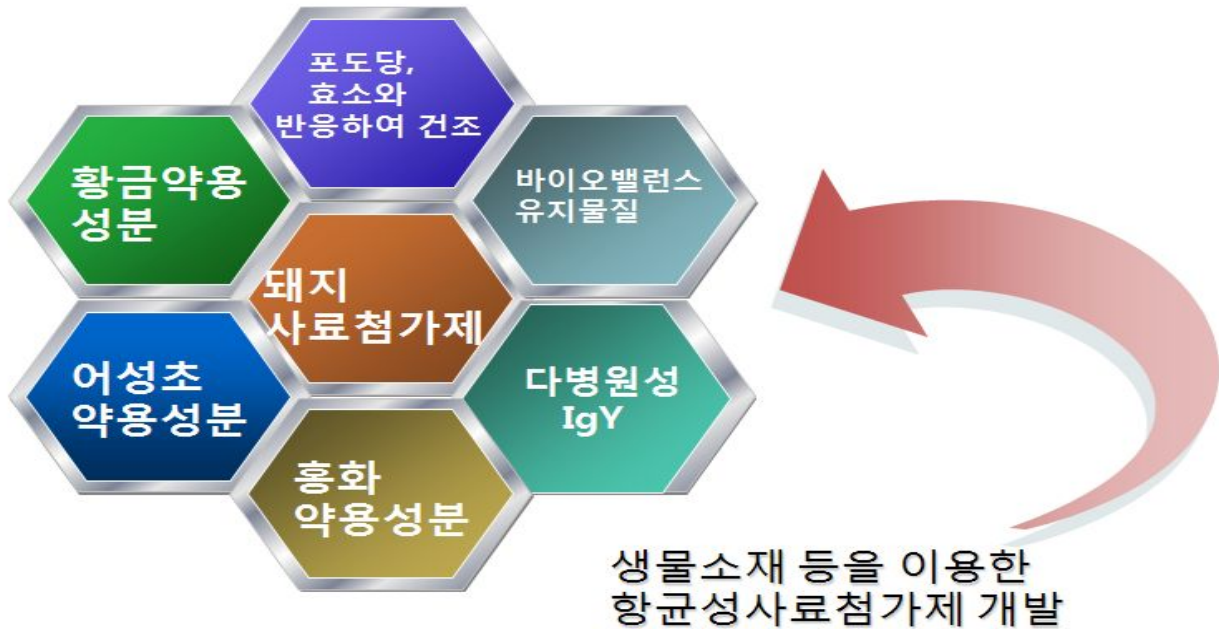 포도당,
효소와
반응하여 건조
황금약용
성분
바이오밸런스
유지물질
돼지
사료첨가제
어성초
약용성분
다병원성
IgY
홍화
약용성분
생물소재 등을 이용한
항균성사료첨가제 개발